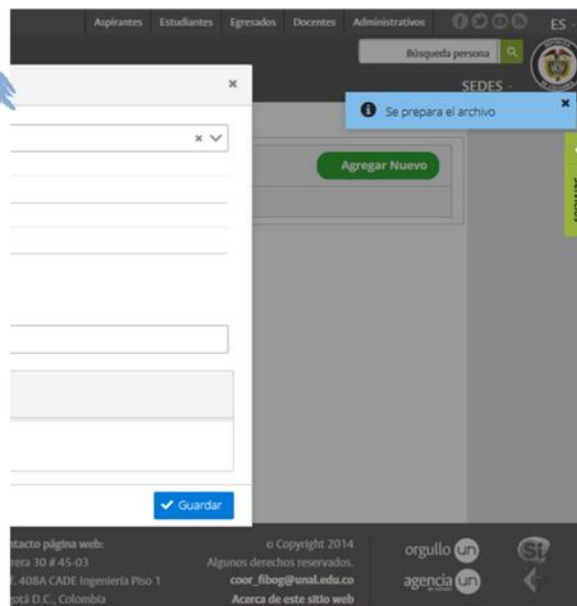 Aspirantes Estudiantes Egresados Docentes Administrativos ES
Búsqueda persona
SEDES
Se prepara el archivo
Agregar Nuevo
Guardar
ntacto página web:
rera 30 # 45-03
f. 408A CADE Ingeniería Piso 1
otá D.C., Colombia
© Copyright 2014
Algunos derechos reservados.
coor_fibog@unal.edu.co
Acerca de este sitio web
orgullo un
agencia un